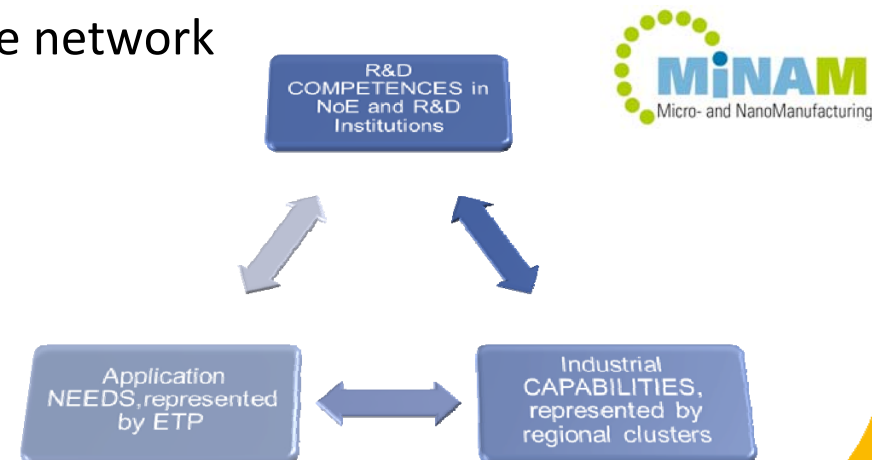 e network
R&D
COMPETENCES in
NoE and R&D
Institutions
MiNAM
Micro- and NanoManufacturing
Application
NEEDS,represented
by ETP
Industrial
CAPABILITIES,
represented by
regional clusters